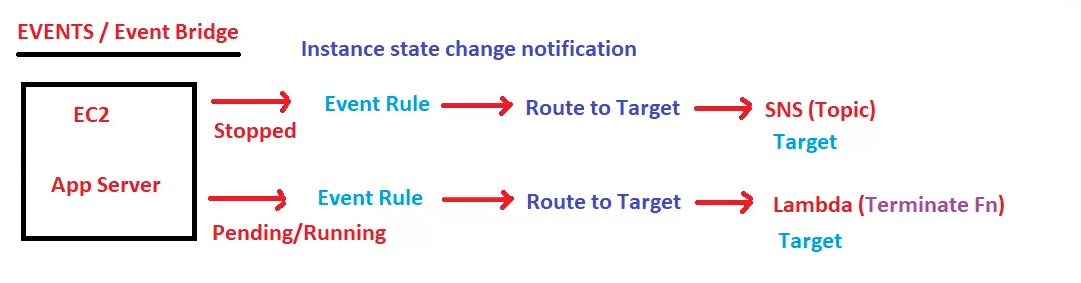 EVENTS / Event Bridge
Instance state change notification
EC2
App Server
Stopped
Event Rule
Route to Target
SNS (Topic)
Target
Pending/Running
Event Rule
Route to Target
Lambda (Terminate Fn)
Target